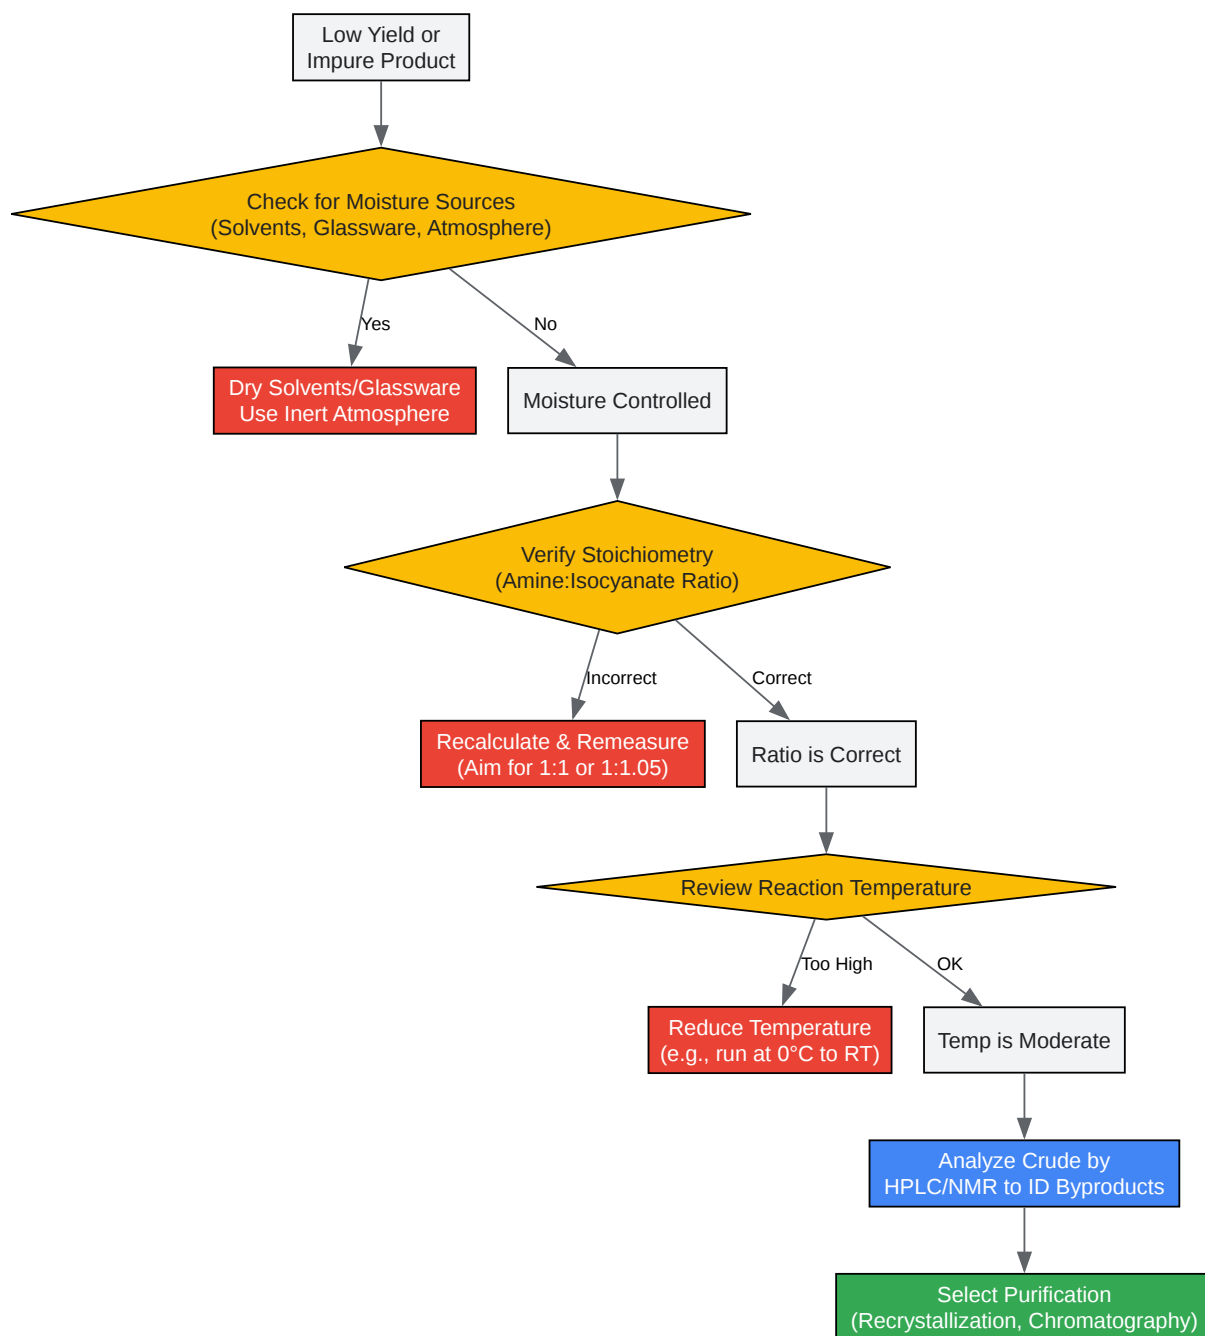 Low Yield or
Impure Product
Check for Moisture Sources
(Solvents, Glassware, Atmosphere)
Yes
No
Dry Solvents/Glassware
Use Inert Atmosphere
Moisture Controlled
Verify Stoichiometry
(Amine:Isocyanate Ratio)
Incorrect
Correct
Recalculate & Remeasure
(Aim for 1:1 or 1:1.05)
Ratio is Correct
Review Reaction Temperature
Too High
OK
Reduce Temperature
(e.g., run at 0°C to RT)
Temp is Moderate
Analyze Crude by
HPLC/NMR to ID Byproducts
Select Purification
(Recrystallization, Chromatography)